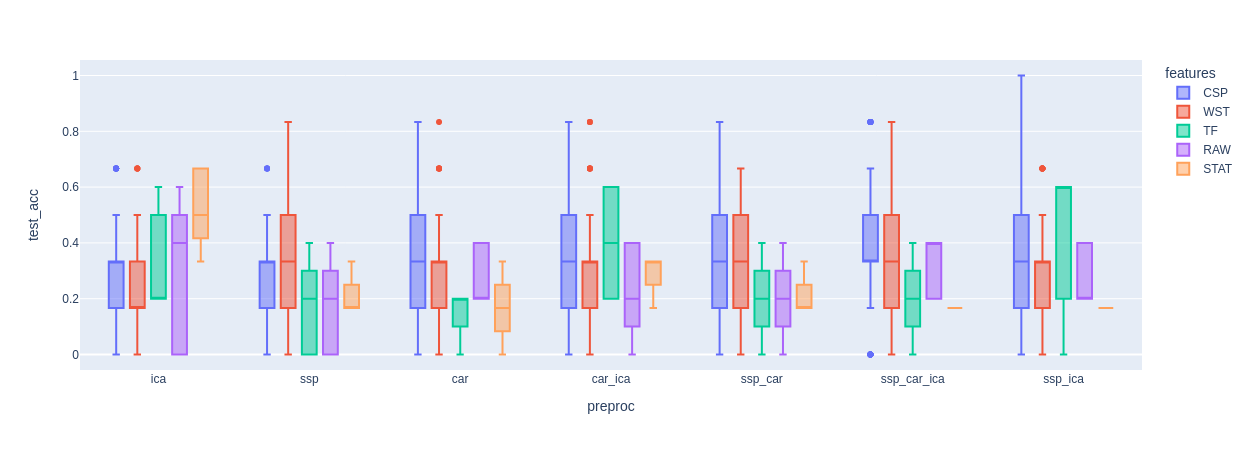 features
CSP
WST
TF
RAW
STAT
test_acc
1
0.8
0.6
0.4
0.2
0
ica ssp car car_ica ssp_car ssp_car_ica ssp_ica
preproc